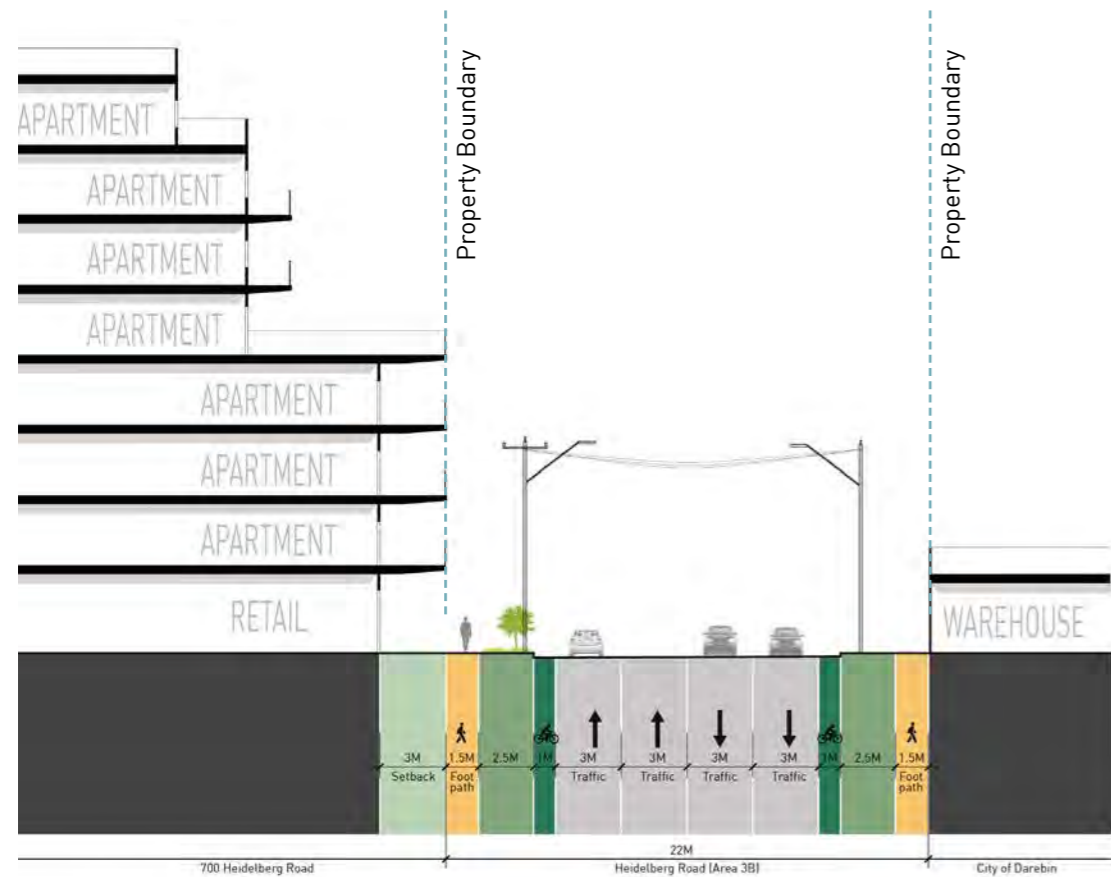 Property Boundary
Property Boundary
APARTMENT
APARTMENT
APARTMENT
APARTMENT
APARTMENT
APARTMENT
APARTMENT
RETAIL
WAREHOUSE
3M
1.5M
2.5M
1M
3M
3M
3M
3M
1M
2.5M
1.5M
Setback
Foot
path
Traffic
Traffic
Traffic
Traffic
Foot
path
22M
700 Heidelberg Road
Heidelberg Road (Area 3B)
City of Darebin